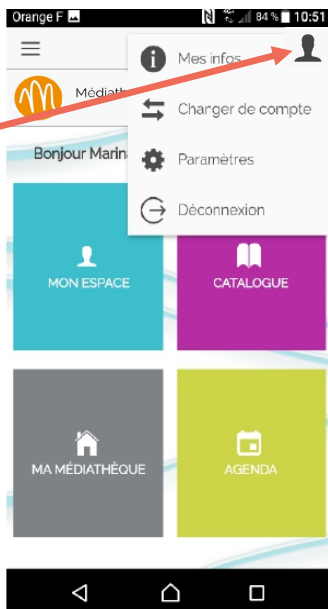 Orange F 84 % 10:51
Mes infos
Médiath
Changer de compte
Bonjour Marin
Paramètres
Déconnexion
MON ESPACE CATALOGUE
MA MÉDIATHÈQUE AGENDA